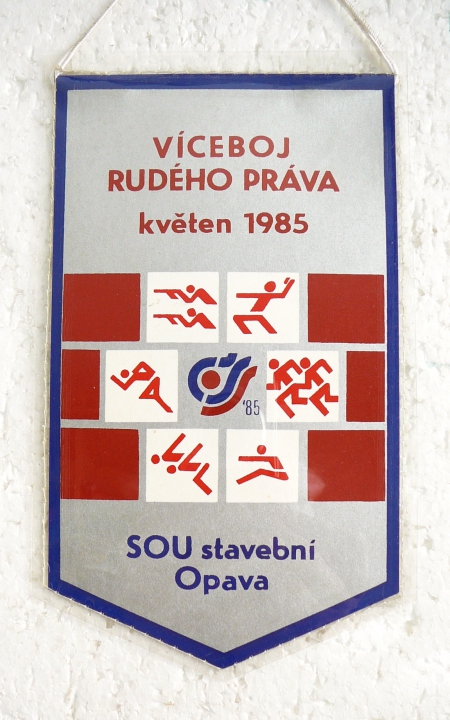 VÍCEBOJ
RUDÉHO PRÁVA
květen 1985
'85
SOU stavební
Opava